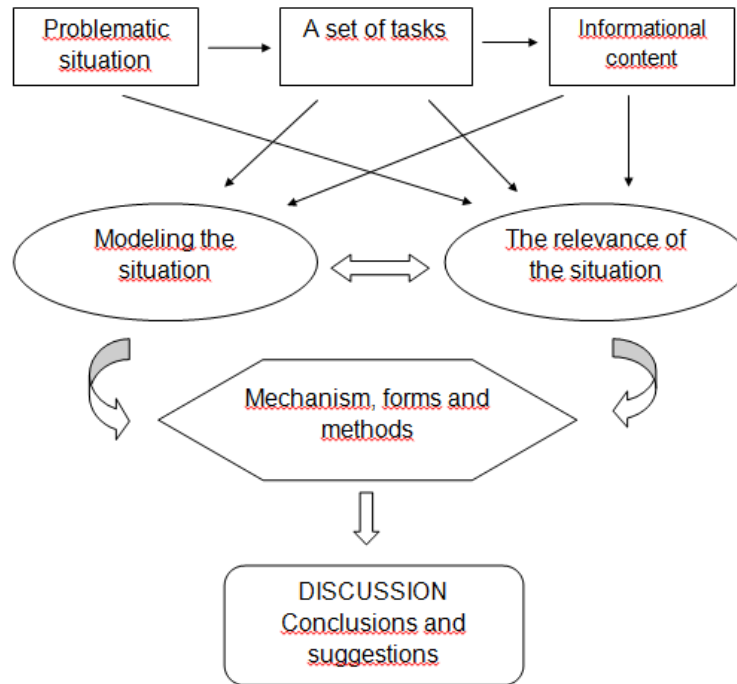 Problematic
situation
A set of tasks
Informational
content
Modeling the
situation
The relevance of
the situation
Mechanism, forms and
methods
DISCUSSION
Conclusions and
suggestions